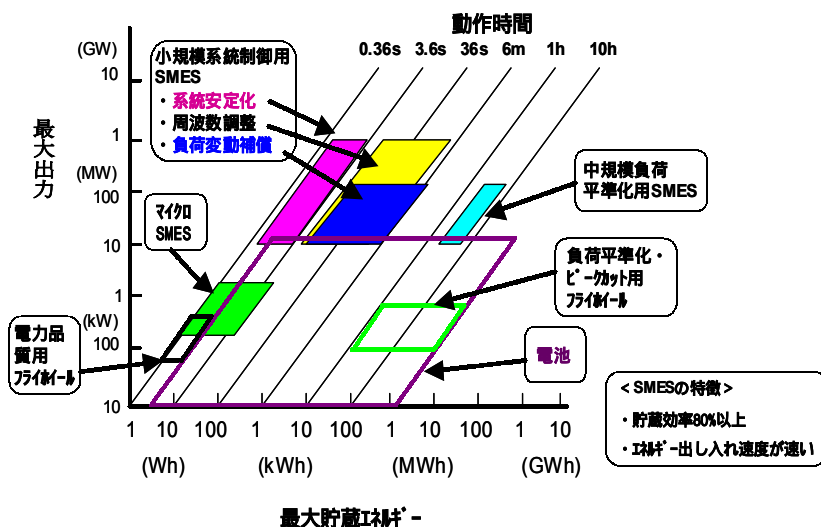 動作時間
0.36s 3.6s 36s 6m 1h 10h
(GW)
10
1
(MW)
100
10
1
(kW)
100
10
最大出力
小規模系統制御用
SMES
・系統安定化
・周波数調整
・負荷変動補償
中規模負荷
平準化用SMES
マイクロ
SMES
負荷平準化・
ピークカット用
フライホイール
電力品
質用
フライホイール
電池
<SMESの特徴>
・貯蔵効率80%以上
・エネルギー出し入れ速度が速い
1 10 100 1 10 100 1 10 100 1 10
(Wh) (kWh) (MWh) (GWh)
最大貯蔵エネルギー